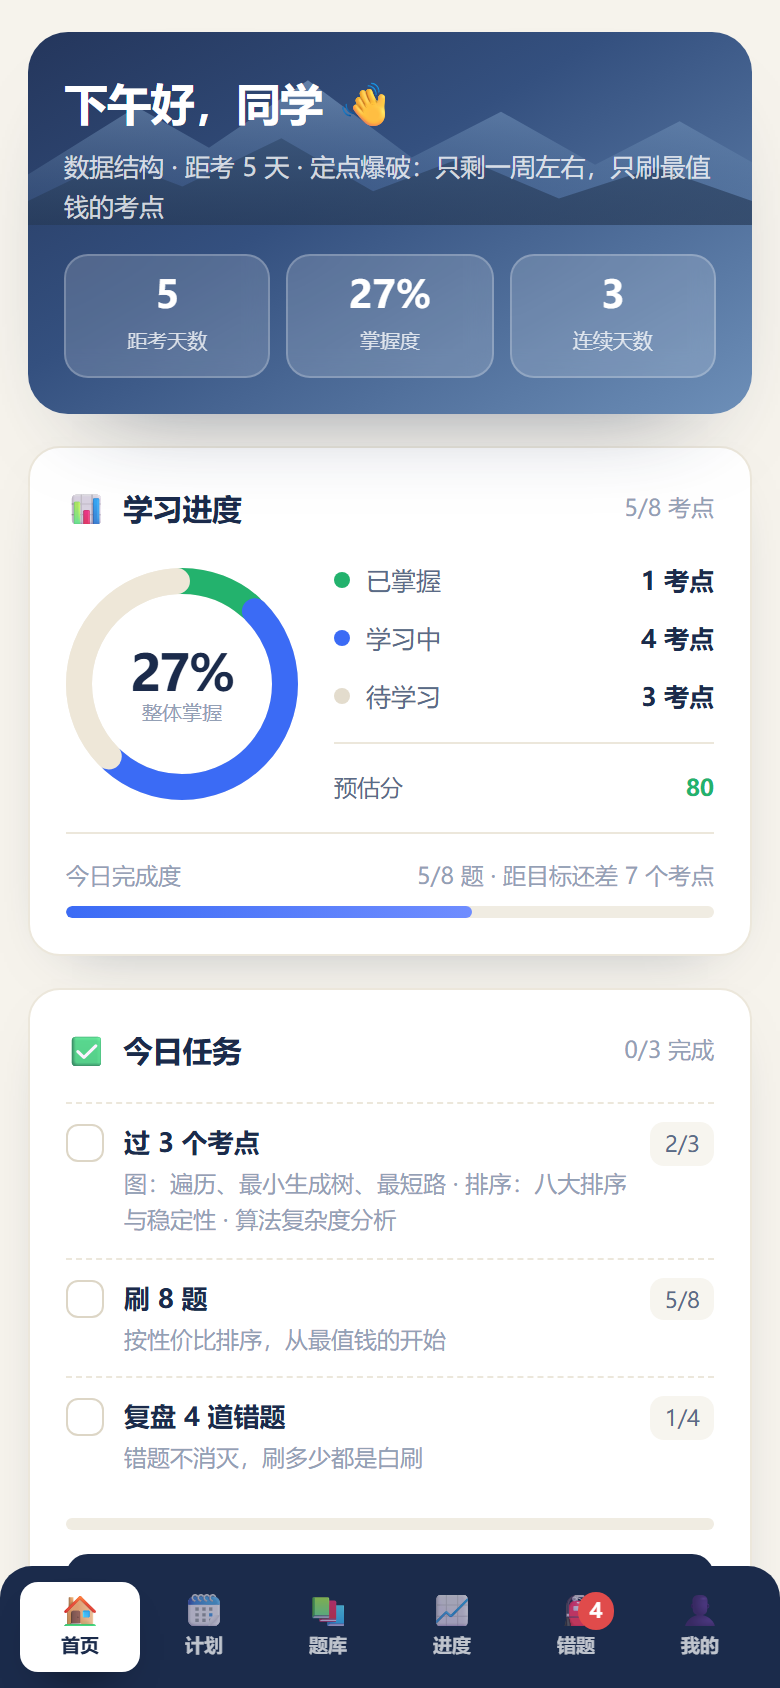 下午好，同学 👋
数据结构 · 距考 5 天 · 定点爆破：只剩一周左右，只刷最值
钱的考点
5
距考天数
27%
掌握度
3
连续天数
学习进度
5/8 考点
27%
整体掌握
已掌握
1 考点
学习中
4 考点
待学习
3 考点
预估分
80
今日完成度
5/8 题 · 距目标还差 7 个考点
今日任务
0/3 完成
过 3 个考点
2/3
图：遍历、最小生成树、最短路 · 排序：八大排序
与稳定性 · 算法复杂度分析
刷 8 题
5/8
按性价比排序，从最值钱的开始
复盘 4 道错题
1/4
错题不消灭，刷多少都是白刷
首页
计划
题库
进度
4
错题
我的